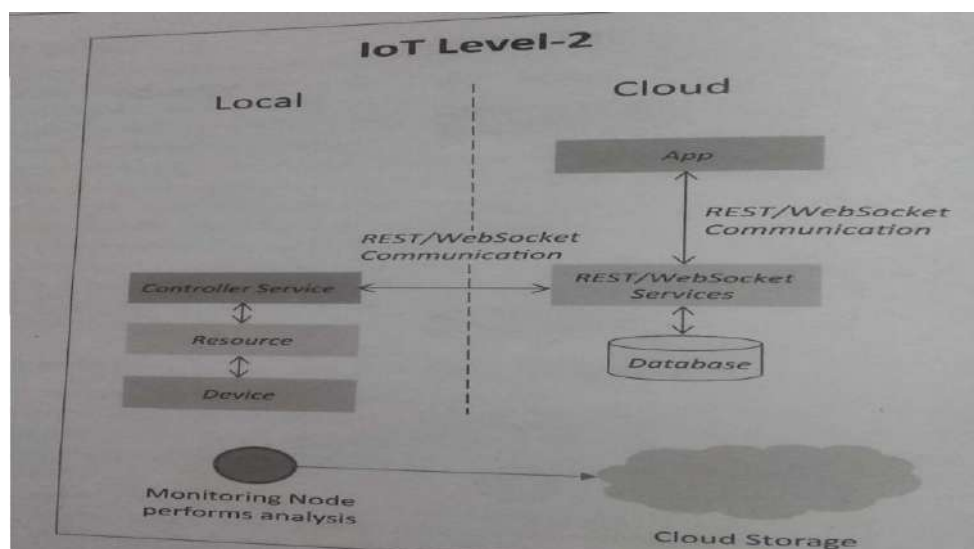 IoT Level-2
Local
Cloud
App
REST/WebSocket
Communication
REST/WebSocket
Communication
Controller Service
REST/WebSocket
Services
Resource
Database
Device
Monitoring Node
performs analysis
Cloud Storage